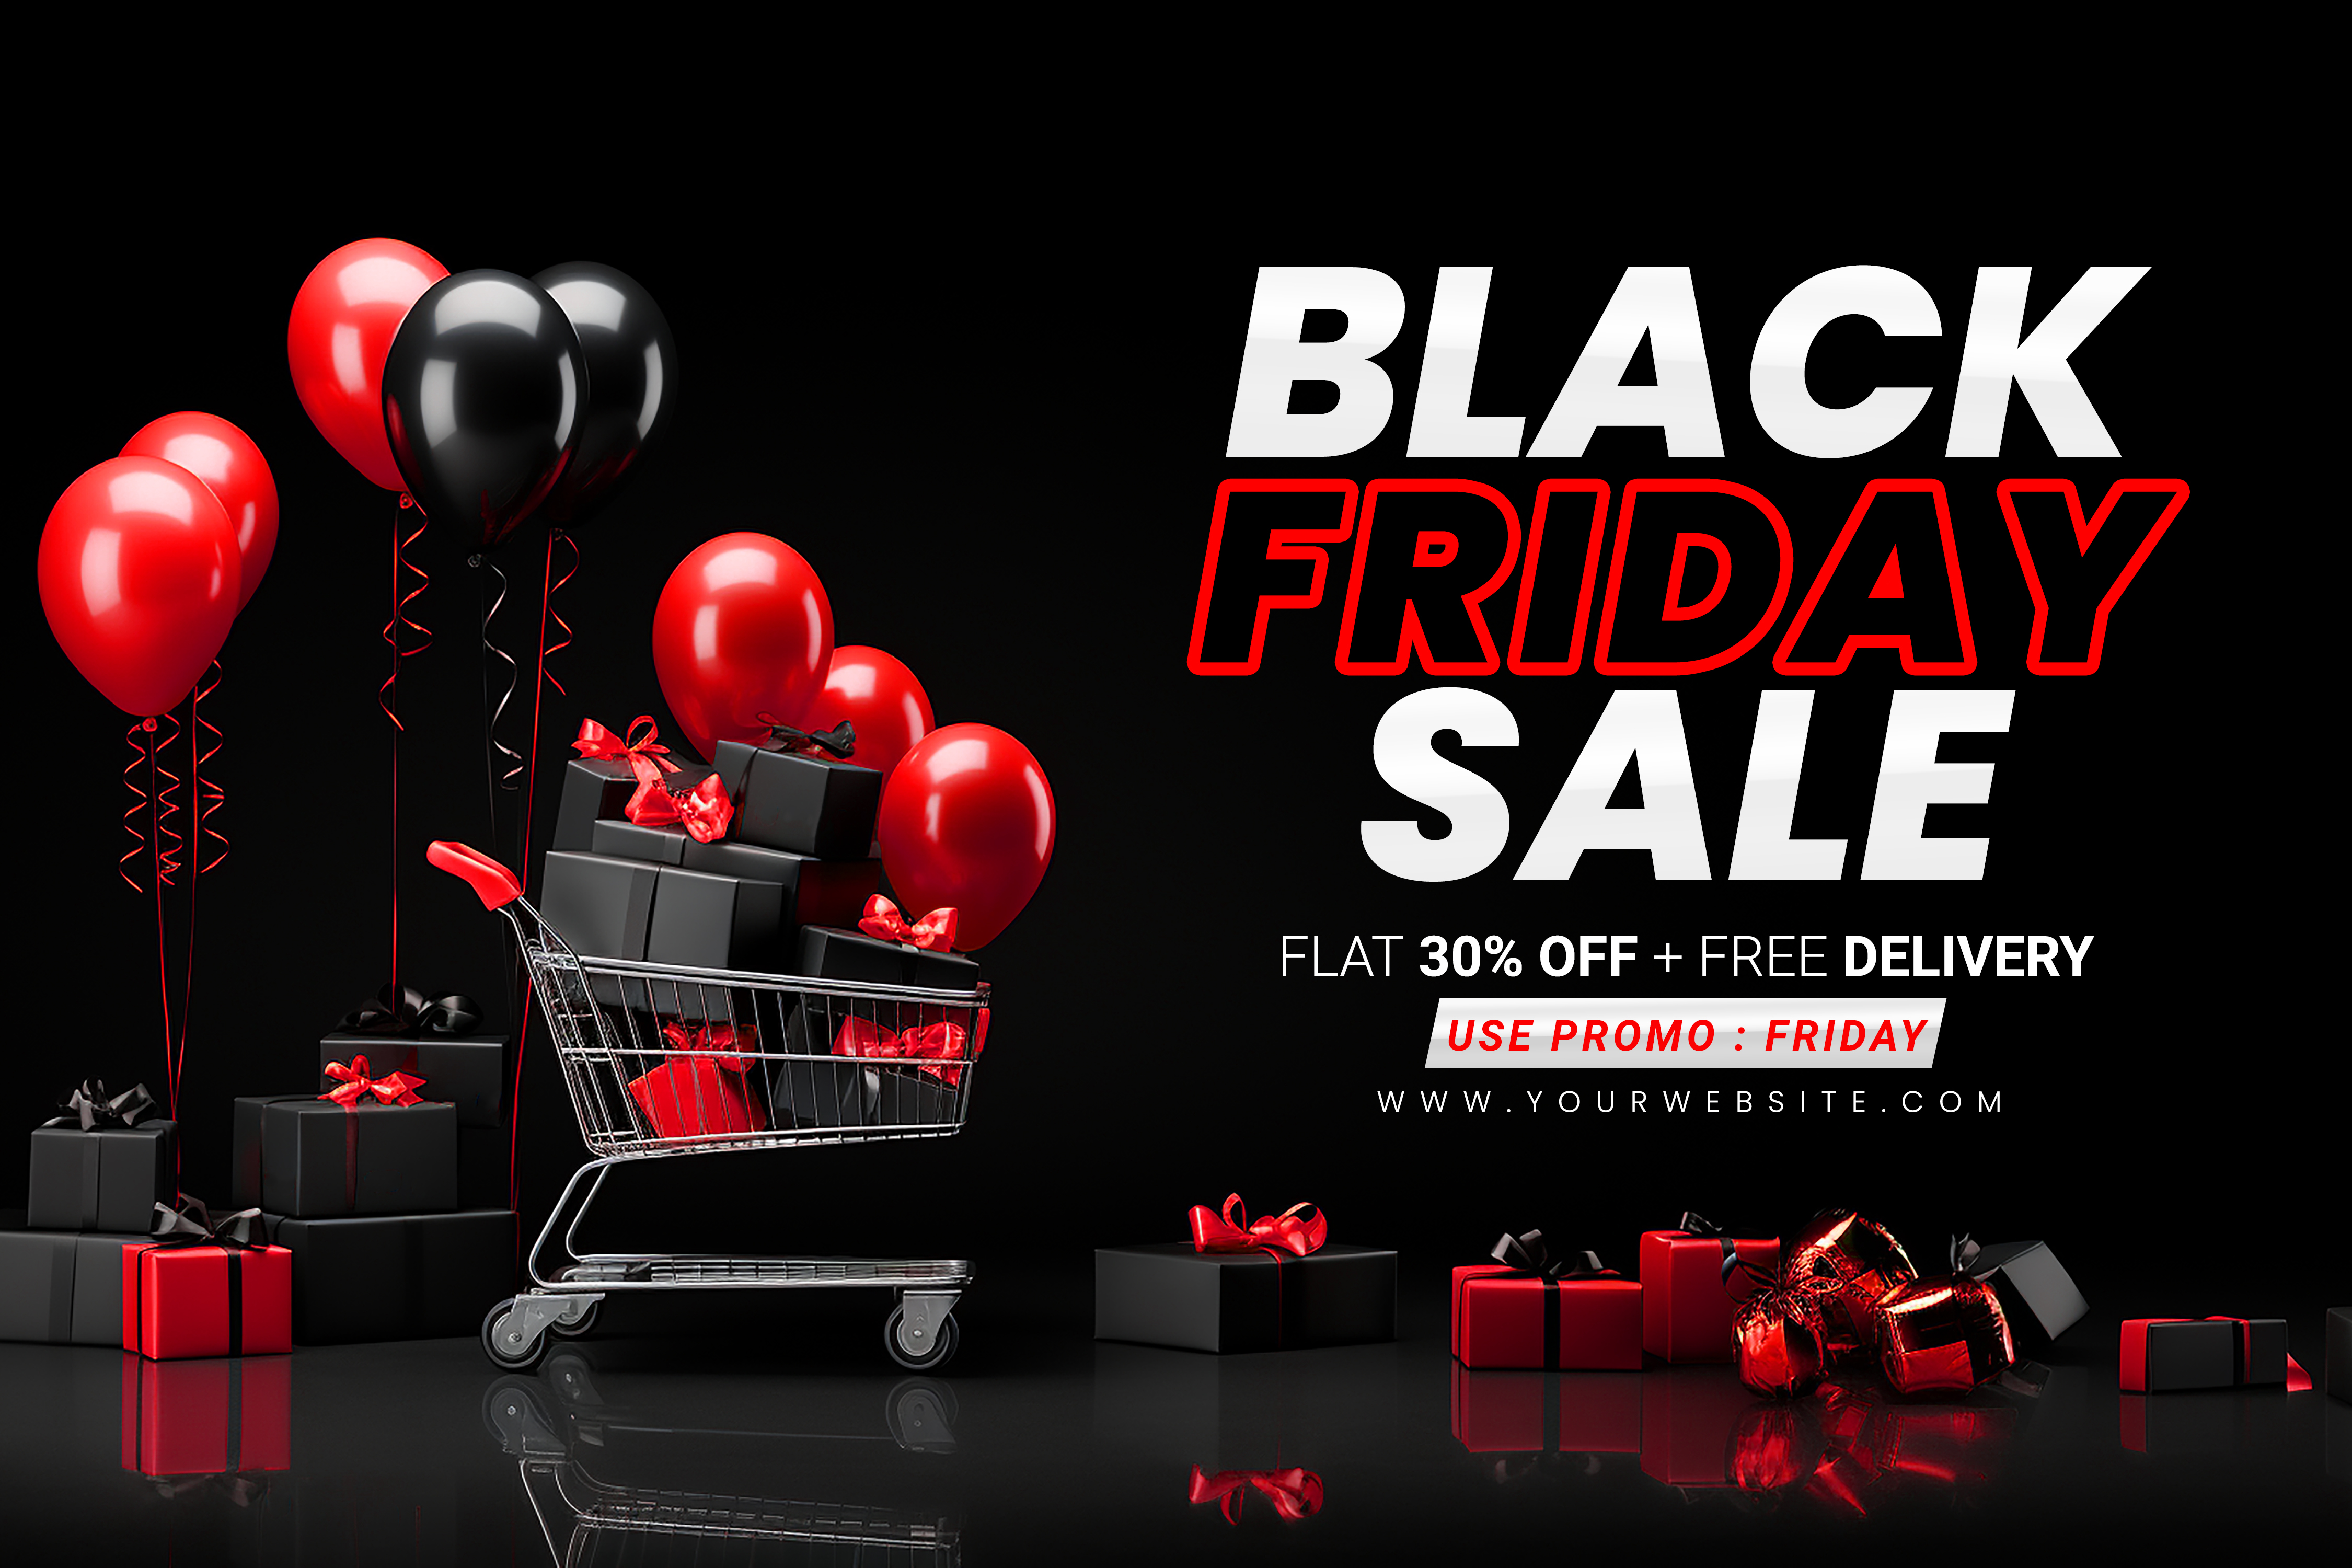 BLACK
FRIDAY
SALE
FLAT 30% OFF + FREE DELIVERY
USE PROMO : FRIDAY
WWW.YOURWEBSITE.COM